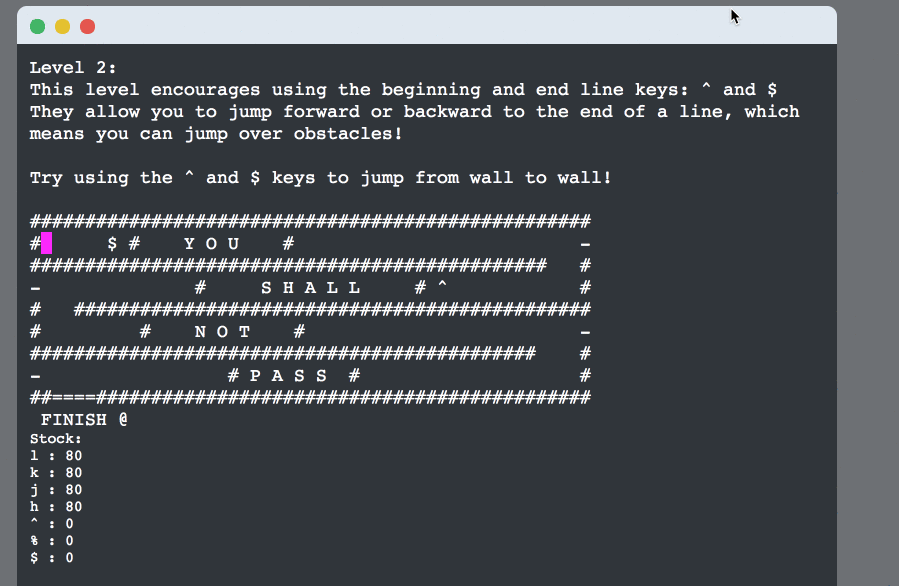 Level 2:
This level encourages using the beginning and end line keys: ^ and $
They allow you to jump forward or backward to the end of a line, which
means you can jump over obstacles!
Try using the ^ and $ keys to jump from wall to wall!
###################################################
#      $ #    Y O U    #                          -
###############################################   #
-              #     S H A L L     # ^            #
#   ###############################################
#         #    N O T    #                         -
##############################################    #
-                 # P A S S  #                    #
##====#############################################
 FINISH @
Stock:
l : 80
k : 80
j : 80
h : 80
^ : 0
% : 0
$ : 0